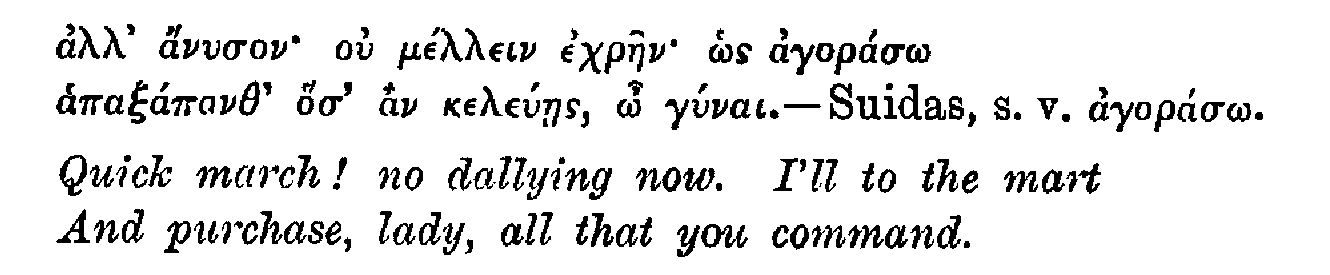 ἀλλ' ἄνυσον· οὐ μέλλειν ἐχρῆν· ὡς ἀγοράσω
ἁπαξάπανθ' ὅσ' ἂν κελεύῃς, ὦ γύναι.—Suidas, s. v. ἀγοράσω.
Quick march! no dallying now. I'll to the mart
And purchase, lady, all that you command.